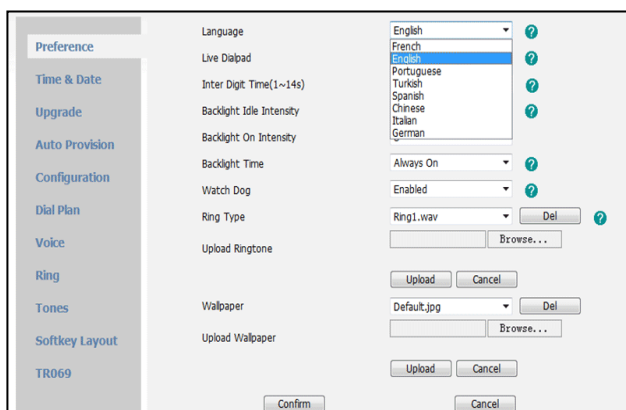 Preference
Time & Date
Upgrade
Auto Provision
Configuration
Dial Plan
Voice
Ring
Tones
Softkey Layout
TR069
Language English ?
French
English
Portuguese
Turkish
Spanish
Chinese
Italian
German
Live Dialpad ?
Inter Digit Time(1~14s) ?
Backlight Idle Intensity ?
Backlight On Intensity
Backlight Time Always On ?
Watch Dog Enabled ?
Ring Type Ring1.wav Del ?
Upload Ringtone Browse...
Upload Cancel
Wallpaper Default.jpg Del
Upload Wallpaper Browse...
Upload Cancel
Confirm Cancel